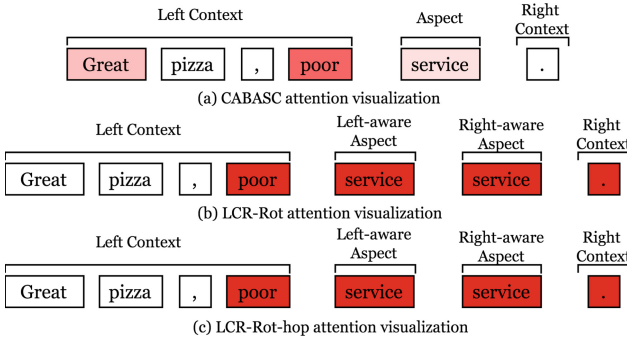 Left Context Aspect Right Context
Great pizza , poor service .
(a) CABASC attention visualization
Left Context Left-aware Aspect Right-aware Aspect Right Context
Great pizza , poor service service .
(b) LCR-Rot attention visualization
Left Context Left-aware Aspect Right-aware Aspect Right Context
Great pizza , poor service service .
(c) LCR-Rot-hop attention visualization